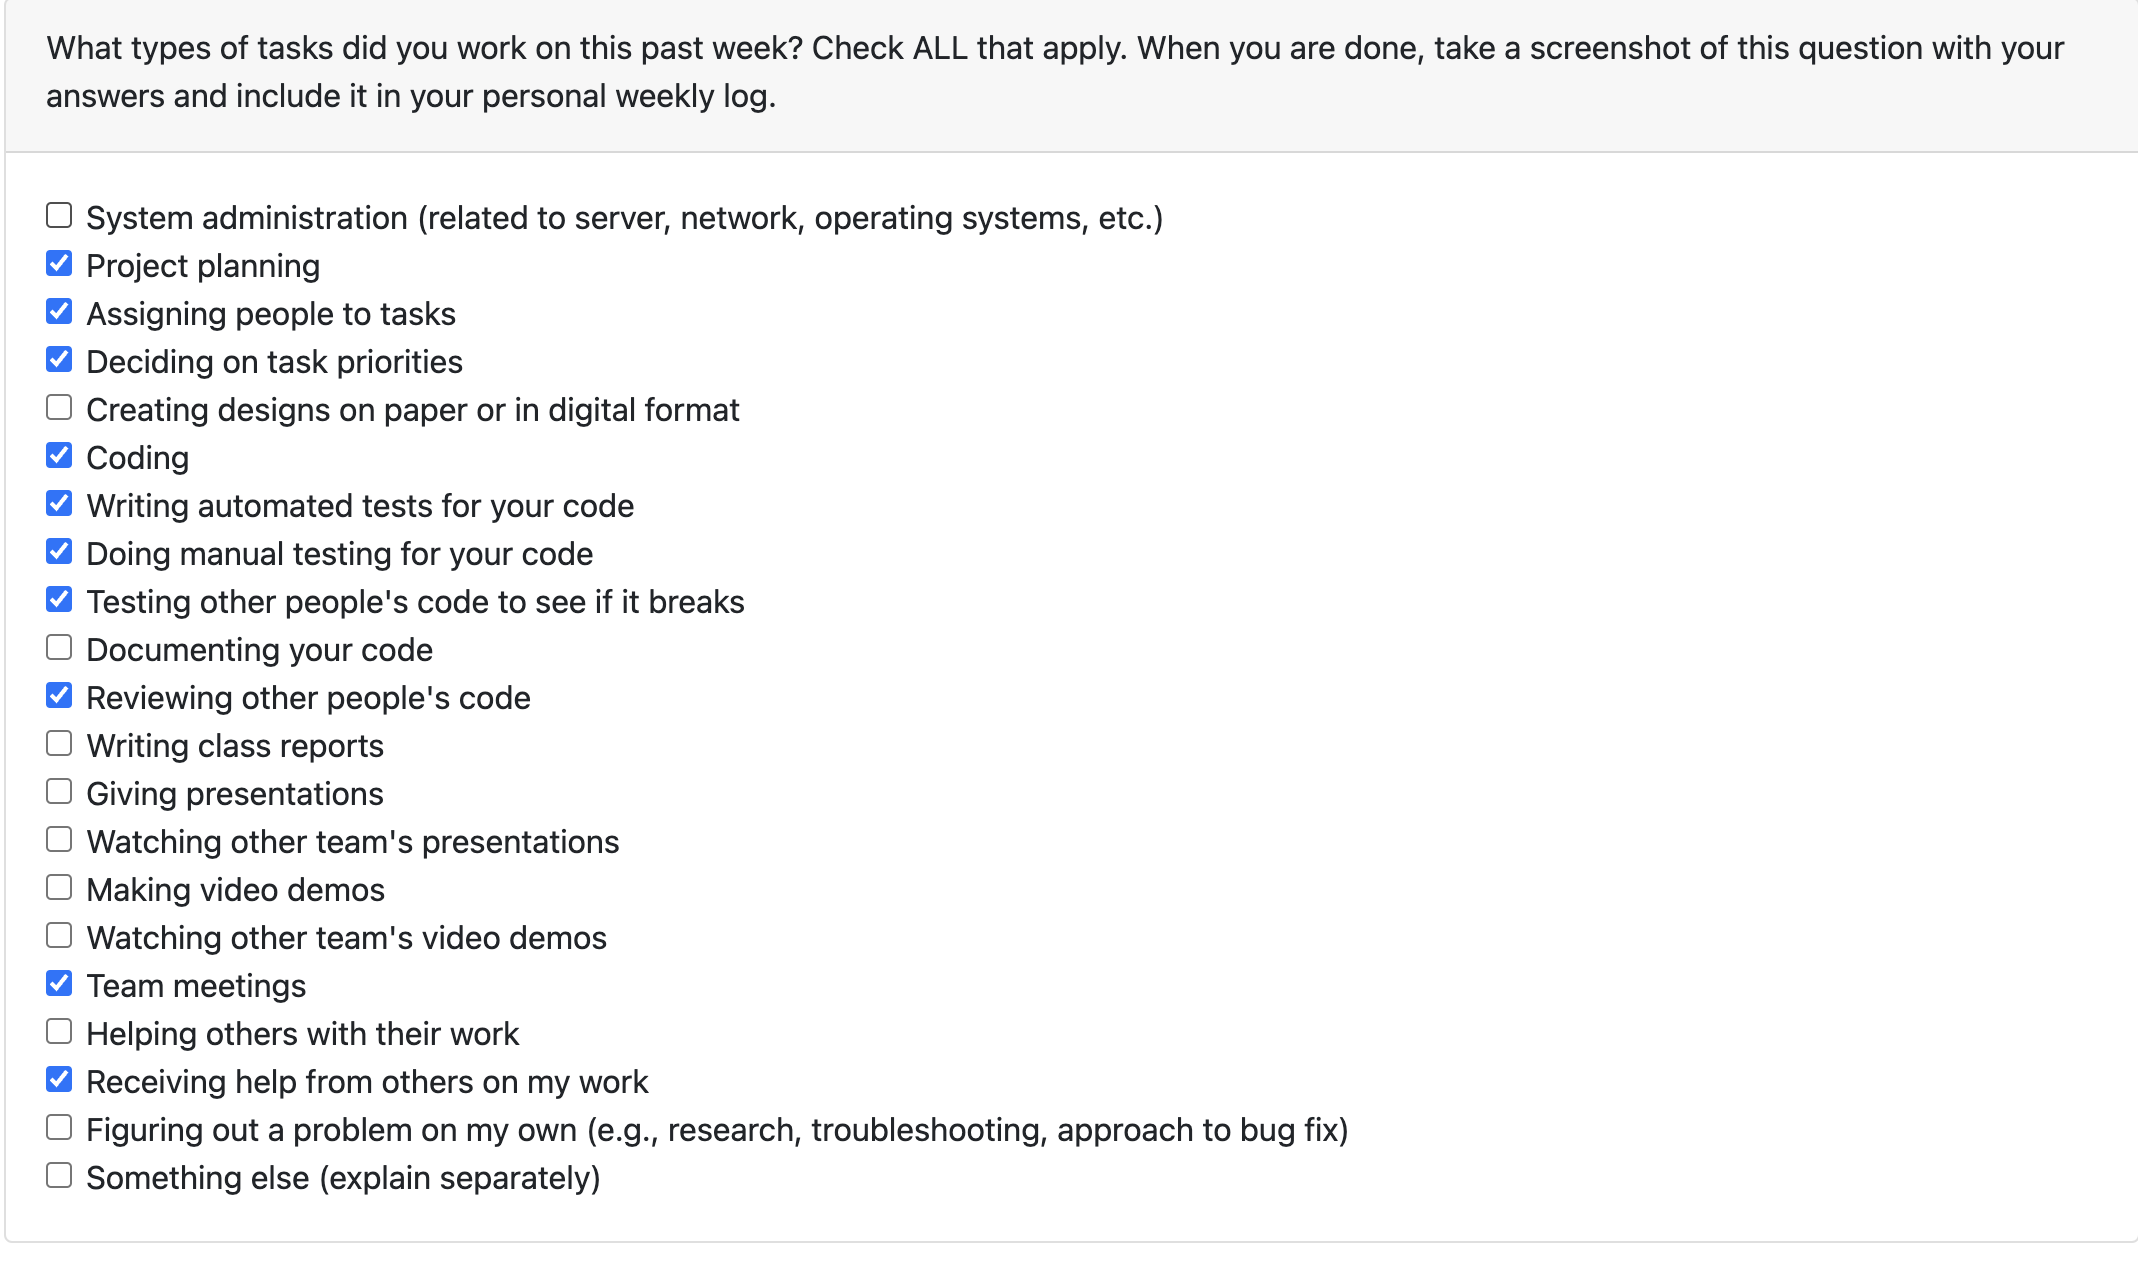 What types of tasks did you work on this past week? Check ALL that apply. When you are done, take a screenshot of this question with your
answers and include it in your personal weekly log.
System administration (related to server, network, operating systems, etc.)
Project planning
Assigning people to tasks
Deciding on task priorities
Creating designs on paper or in digital format
Coding
Writing automated tests for your code
Doing manual testing for your code
Testing other people's code to see if it breaks
Documenting your code
Reviewing other people's code
Writing class reports
Giving presentations
Watching other team's presentations
Making video demos
Watching other team's video demos
Team meetings
Helping others with their work
Receiving help from others on my work
Figuring out a problem on my own (e.g., research, troubleshooting, approach to bug fix)
Something else (explain separately)